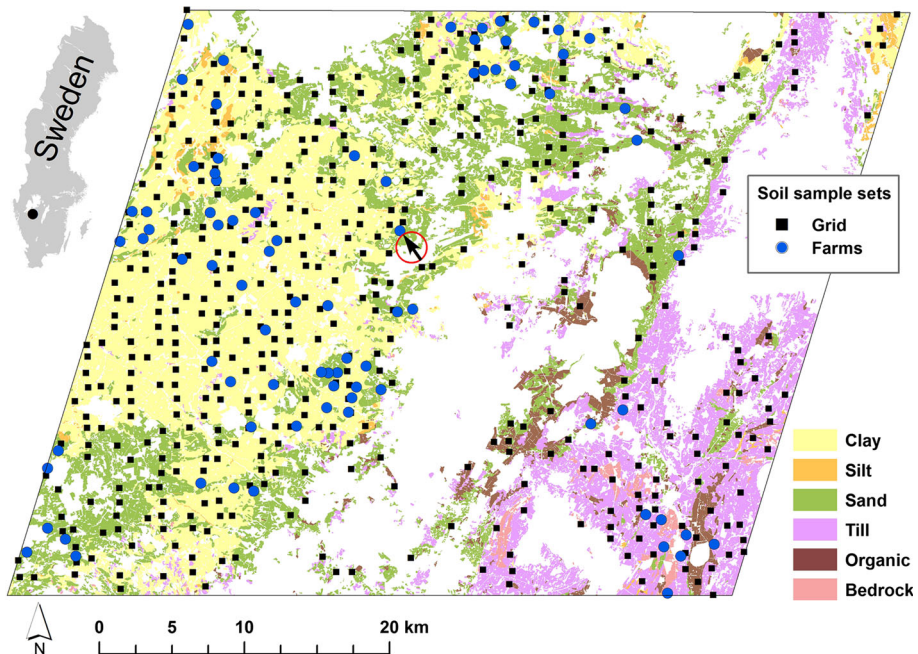 Sweden
Soil sample sets
Grid
Farms
Clay
Silt
Sand
Till
Organic
Bedrock
N
0 5 10 20 km